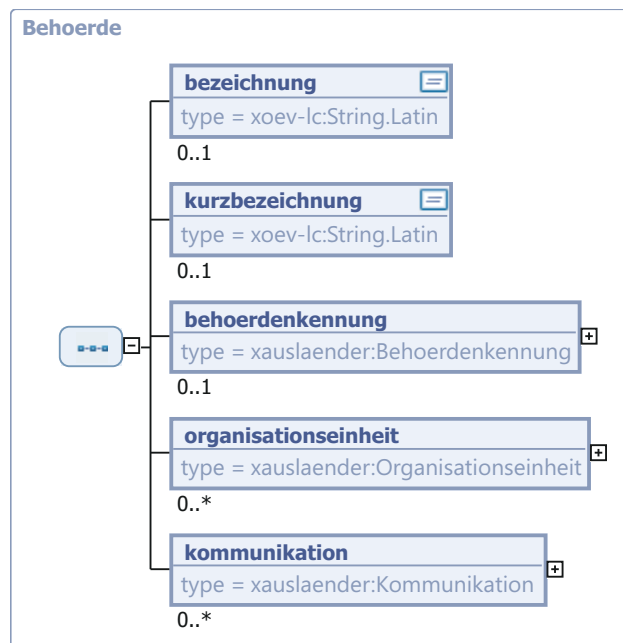 Behoerde
bezeichnung
type = xoev-lc:String.Latin
0..1
kurzbezeichnung
type = xoev-lc:String.Latin
0..1
behoerdenkennung
type = xauslaender:Behoerdenkennung
0..1
organisationseinheit
type = xauslaender:Organisationseinheit
0..*
kommunikation
type = xauslaender:Kommunikation
0..*